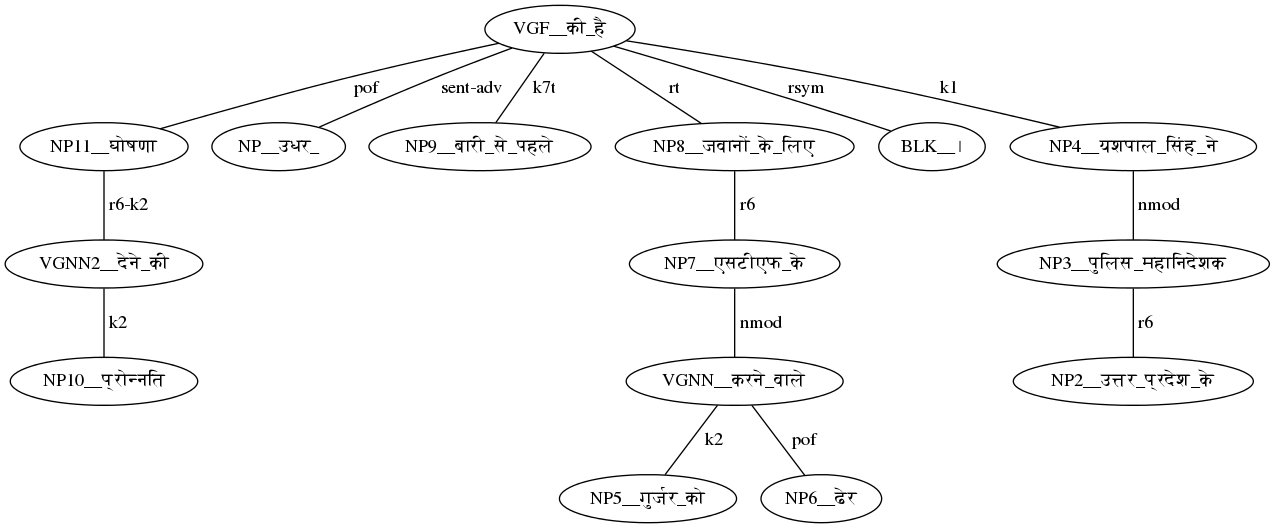 VGF__की_है
pof sent-adv k7t rt rsym k1
NP11__घोषणा NP__उधर_ NP9__बारी_से_पहले NP8__जवानों_के_लिए BLK__। NP4__यशपाल_सिंह_ने
r6-k2 r6 nmod
VGNN2__देने_की NP7__एसटीएफ_के NP3__पुलिस_महानिदेशक
k2 nmod r6
NP10__प्रोन्नति VGNN__करने_वाले NP2__उत्तर_प्रदेश_के
k2 pof
NP5__गुर्जर_को NP6__ढेर